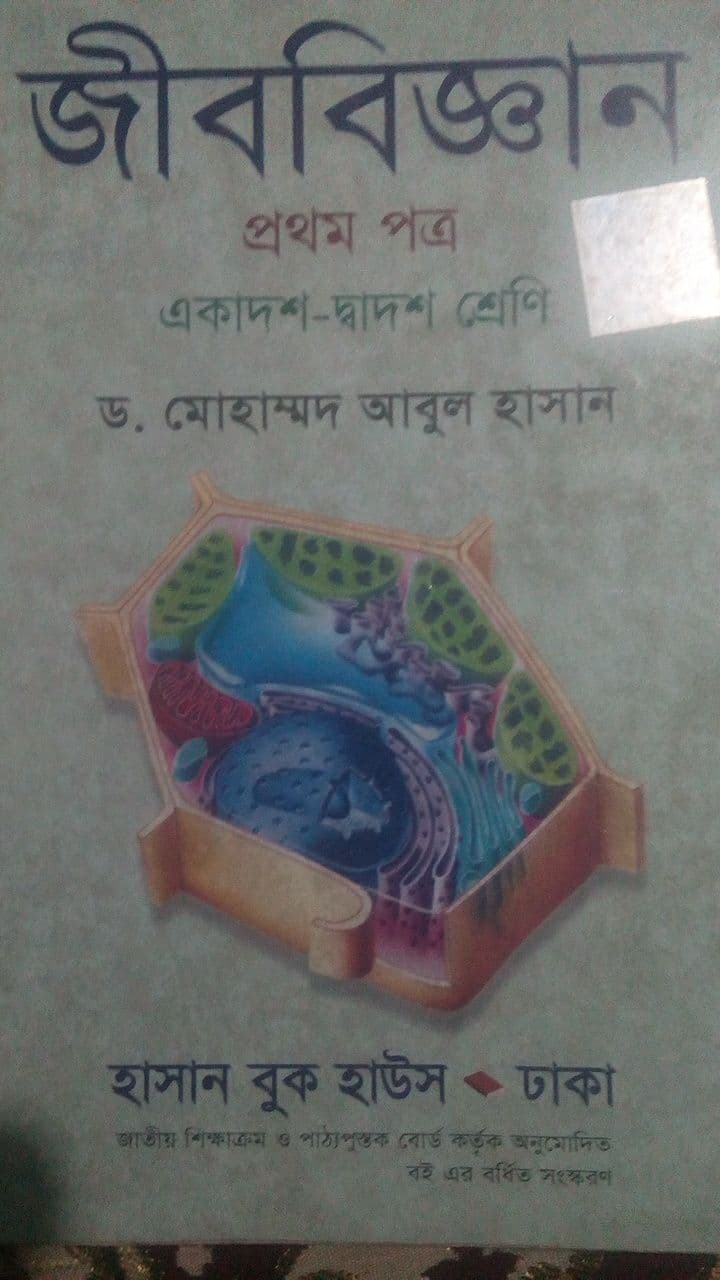 জীববিজ্ঞান
প্রথম পত্র
একাদশ-দ্বাদশ শ্রেণি
ড. মোহাম্মদ আবুল হাসান
হাসান বুক হাউস ◆ ঢাকা
জাতীয় শিক্ষাক্রম ও পাঠ্যপুস্তক বোর্ড কর্তৃক অনুমোদিত
বই এর বর্ধিত সংস্করণ